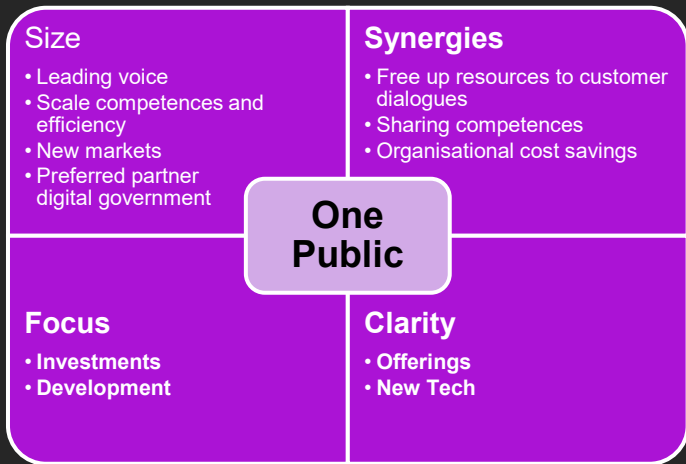 Size
• Leading voice
• Scale competences and
efficiency
• New markets
• Preferred partner
digital government
Synergies
• Free up resources to customer
dialogues
• Sharing competences
• Organisational cost savings
One
Public
Focus
• Investments
• Development
Clarity
• Offerings
• New Tech